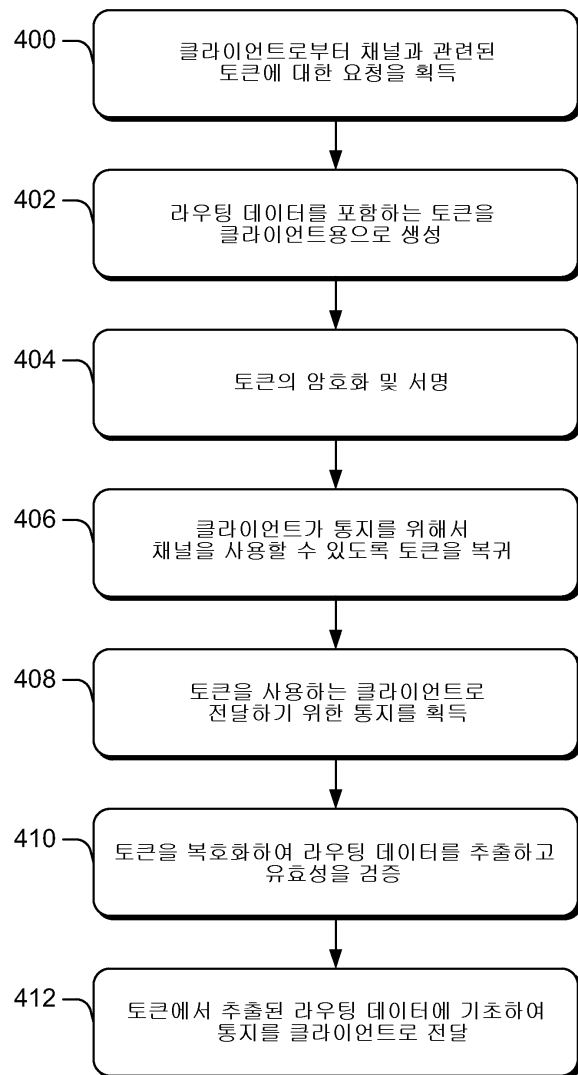 400
클라이언트로부터 채널과 관련된
토큰에 대한 요청을 획득
402
라우팅 데이터를 포함하는 토큰을
클라이언트용으로 생성
404
토큰의 암호화 및 서명
406
클라이언트가 통지를 위해서
채널을 사용할 수 있도록 토큰을 복귀
408
토큰을 사용하는 클라이언트로
전달하기 위한 통지를 획득
410
토큰을 복호화하여 라우팅 데이터를 추출하고
유효성을 검증
412
토큰에서 추출된 라우팅 데이터에 기초하여
통지를 클라이언트로 전달